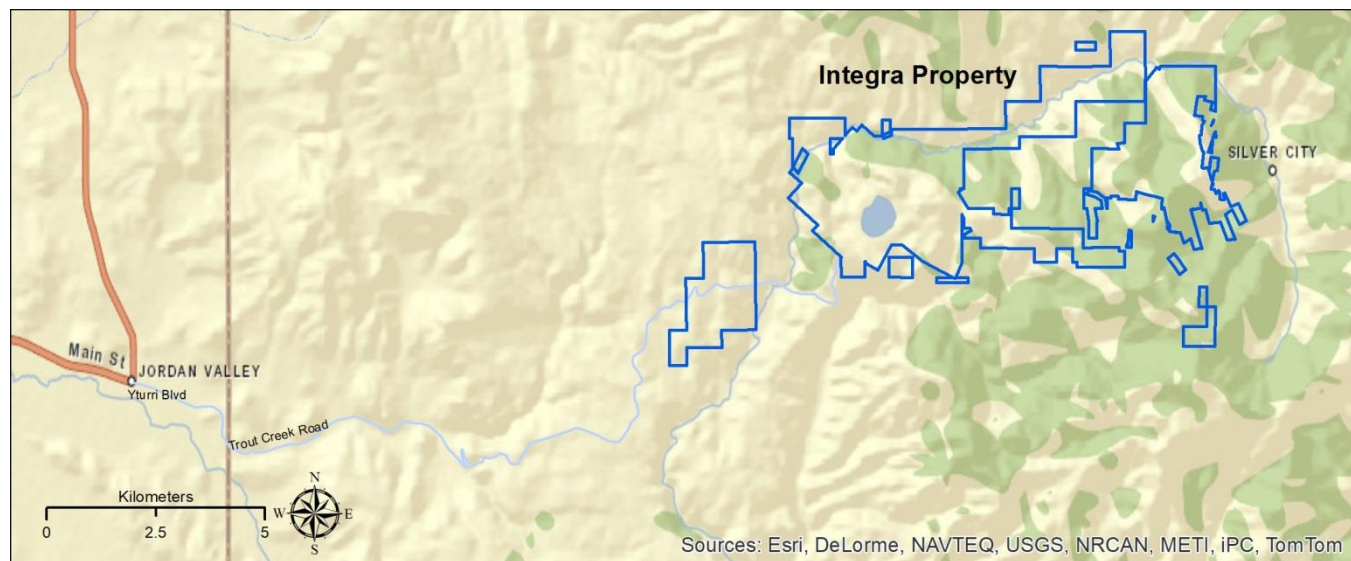 Integra Property
SILVER CITY
Main St
JORDAN VALLEY
Yturri Blvd
Trout Creek Road
Kilometers
0 2.5 5
N
W E
S
Sources: Esri, DeLorme, NAVTEQ, USGS, NRCAN, METI, iPC, TomTom